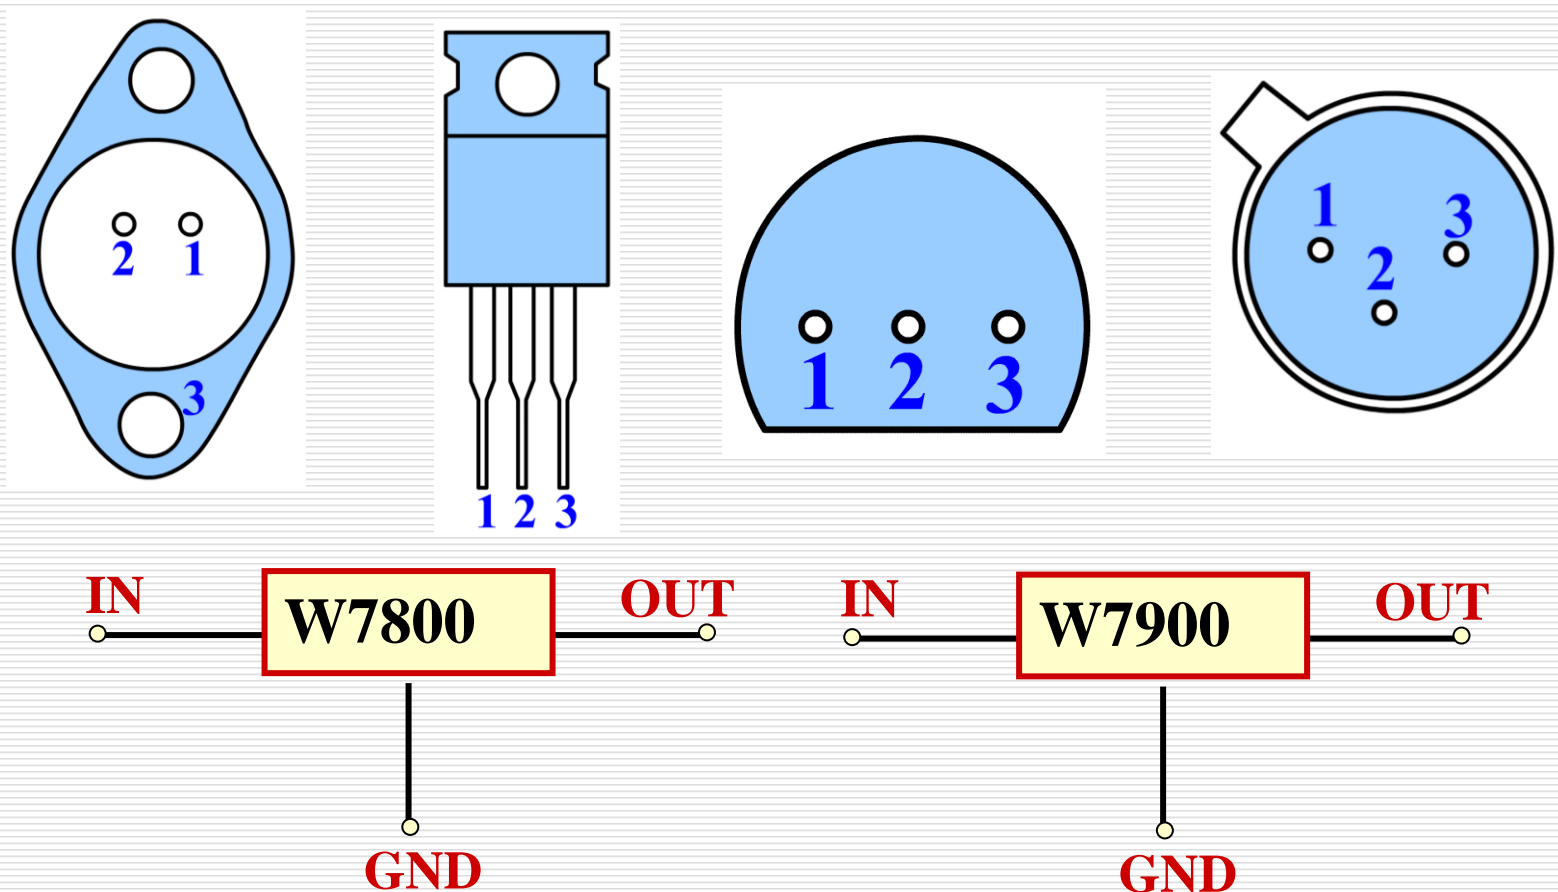 2 1
3
1 2 3
1 2 3
1 2 3
IN W7800 OUT
GND
IN W7900 OUT
GND